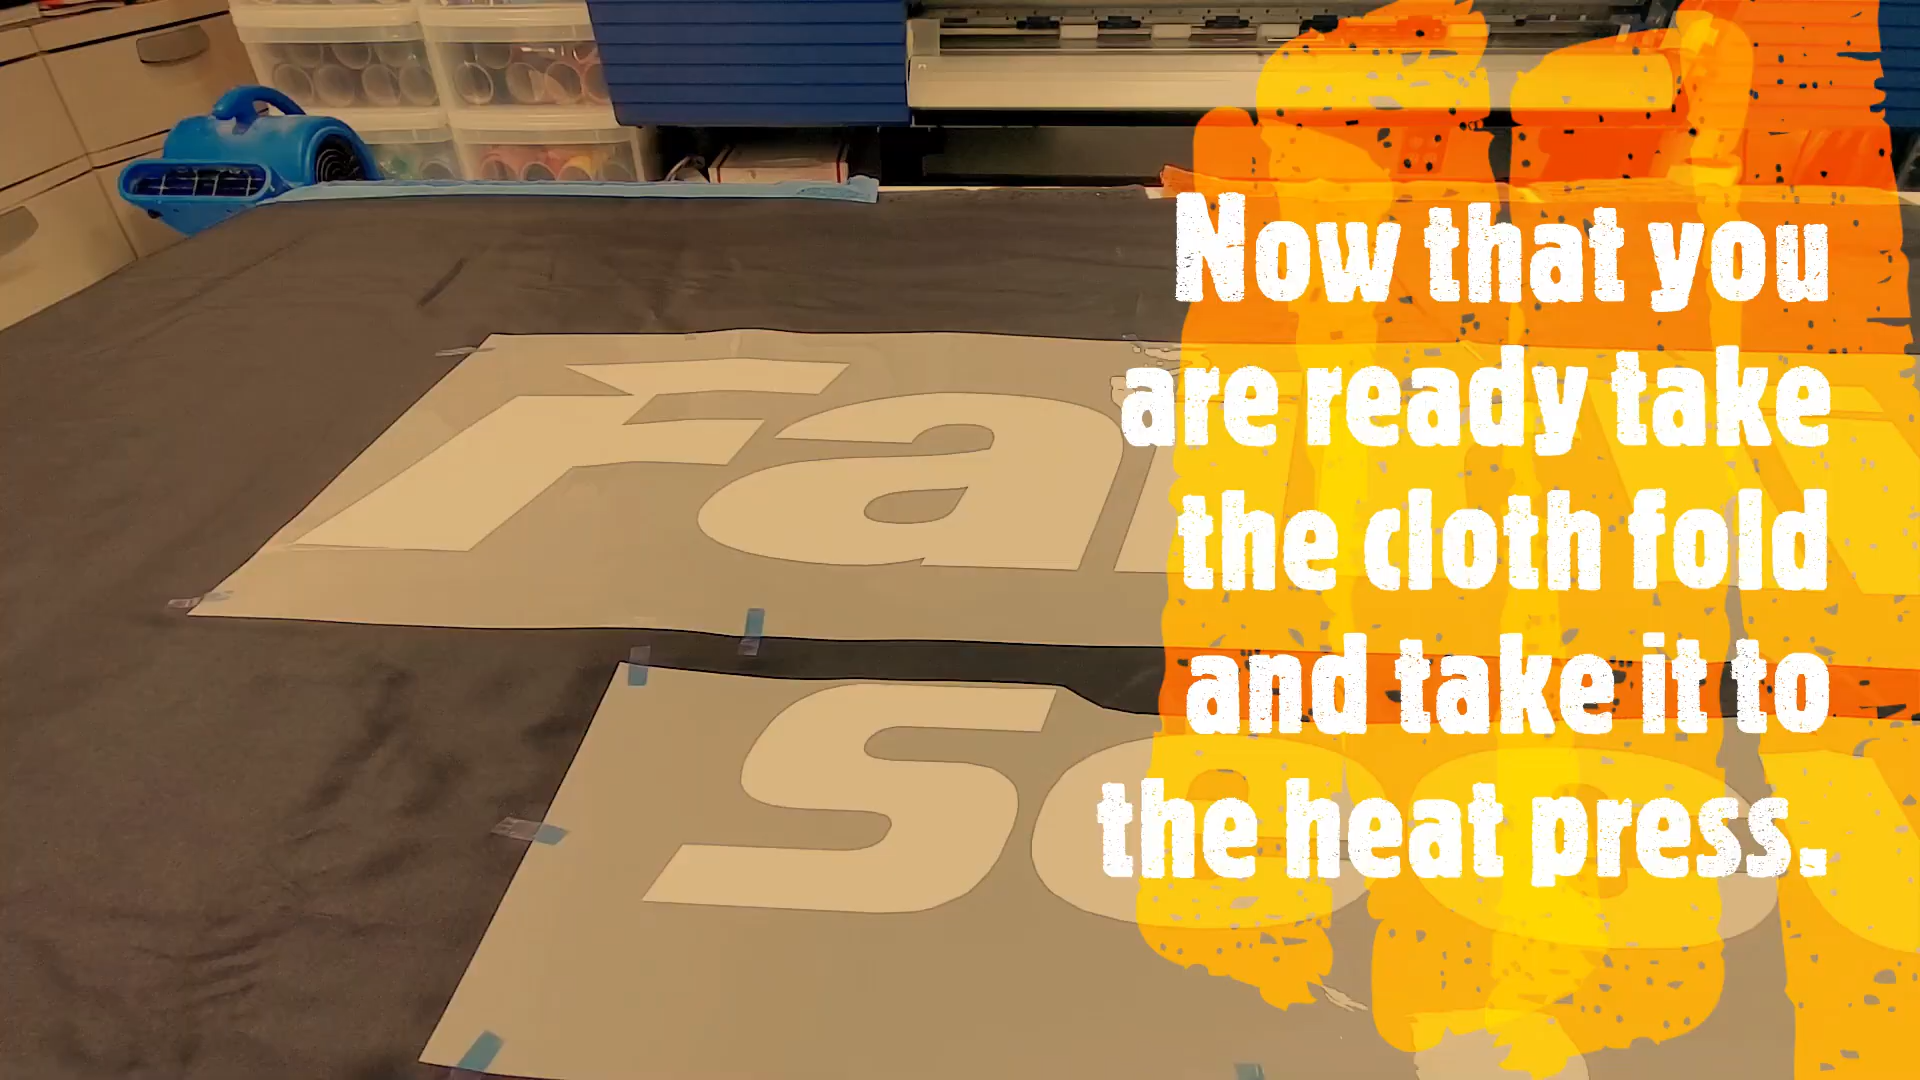 Now that you
are ready take
the cloth fold
and take it to
the heat press.